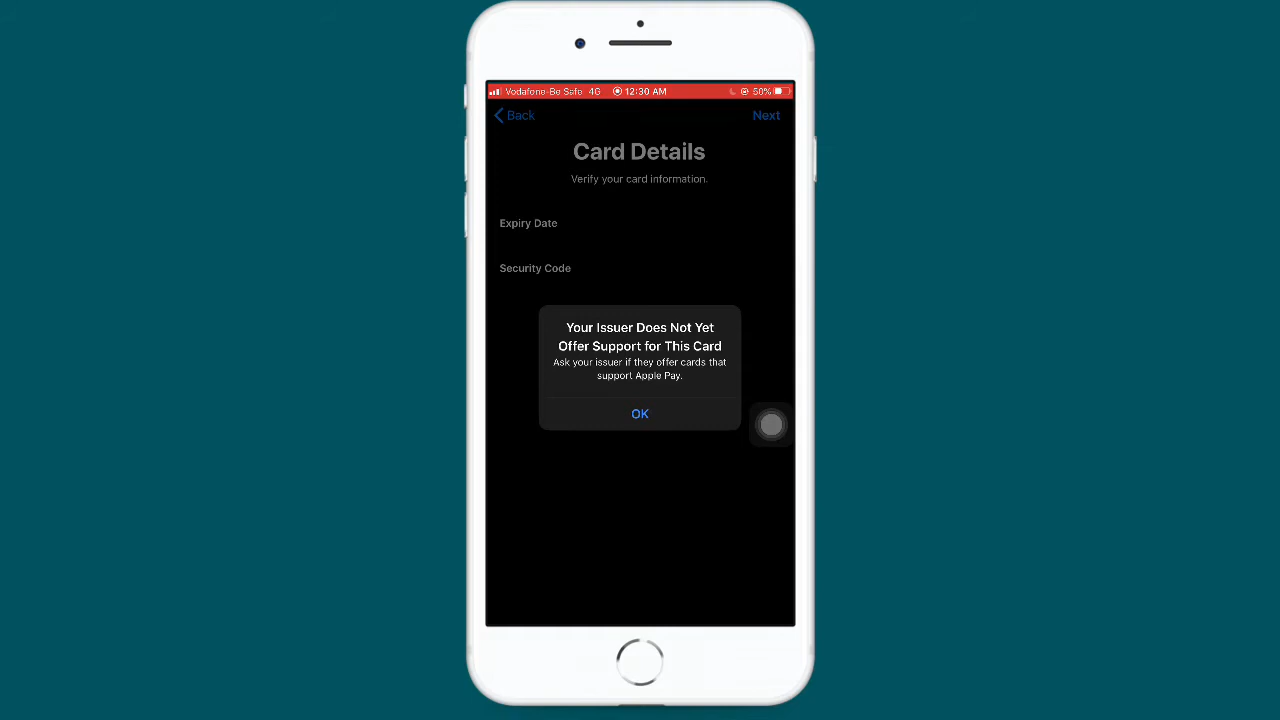 Vodafone-Be Safe 4G 12:30 AM 50%
Back Next
Card Details
Verify your card information.
Expiry Date
Security Code
Your Issuer Does Not Yet
Offer Support for This Card
Ask your issuer if they offer cards that
support Apple Pay.
OK